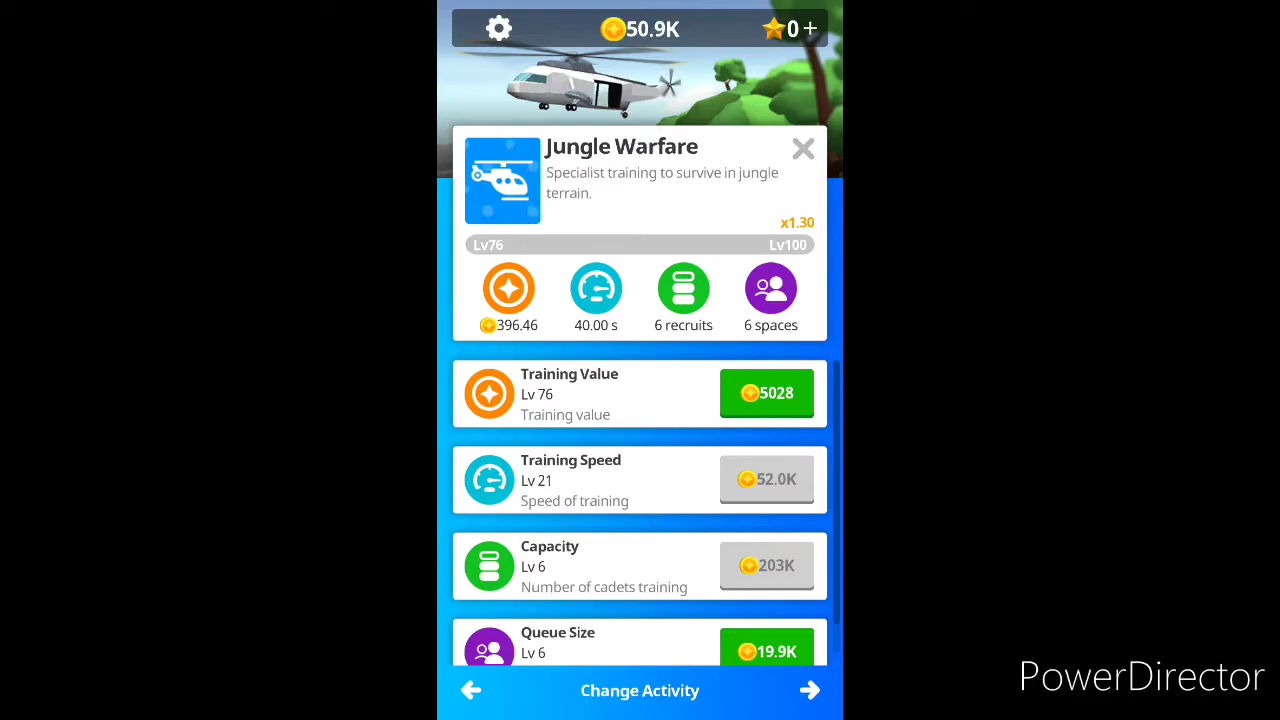 50.9K
0 +
Jungle Warfare
Specialist training to survive in jungle
terrain.
x1.30
Lv76 Lv100
396.46 40.00 s 6 recruits 6 spaces
Training Value
Lv 76
Training value
5028
Training Speed
Lv 21
Speed of training
52.0K
Capacity
Lv 6
Number of cadets training
203K
Queue Size
Lv 6
19.9K
Change Activity
PowerDirector